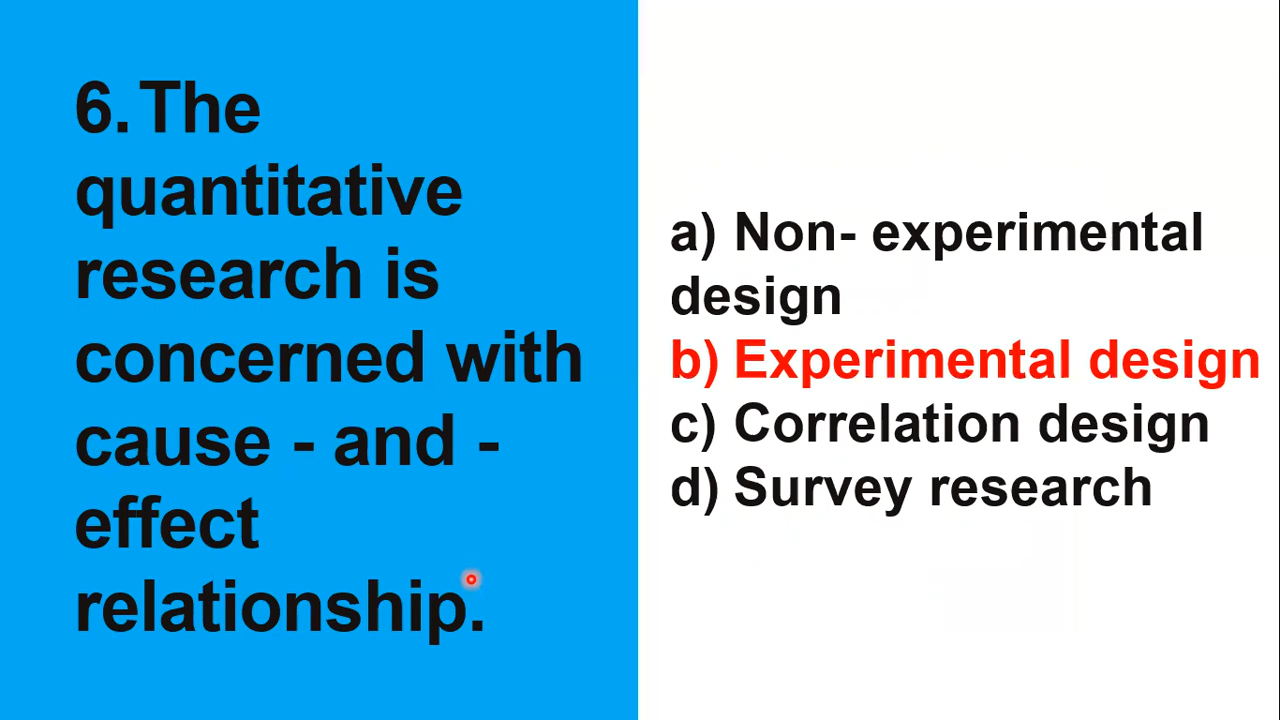 6. The
quantitative
research is
concerned with
cause - and -
effect
relationship.
a) Non- experimental
design
b) Experimental design
c) Correlation design
d) Survey research